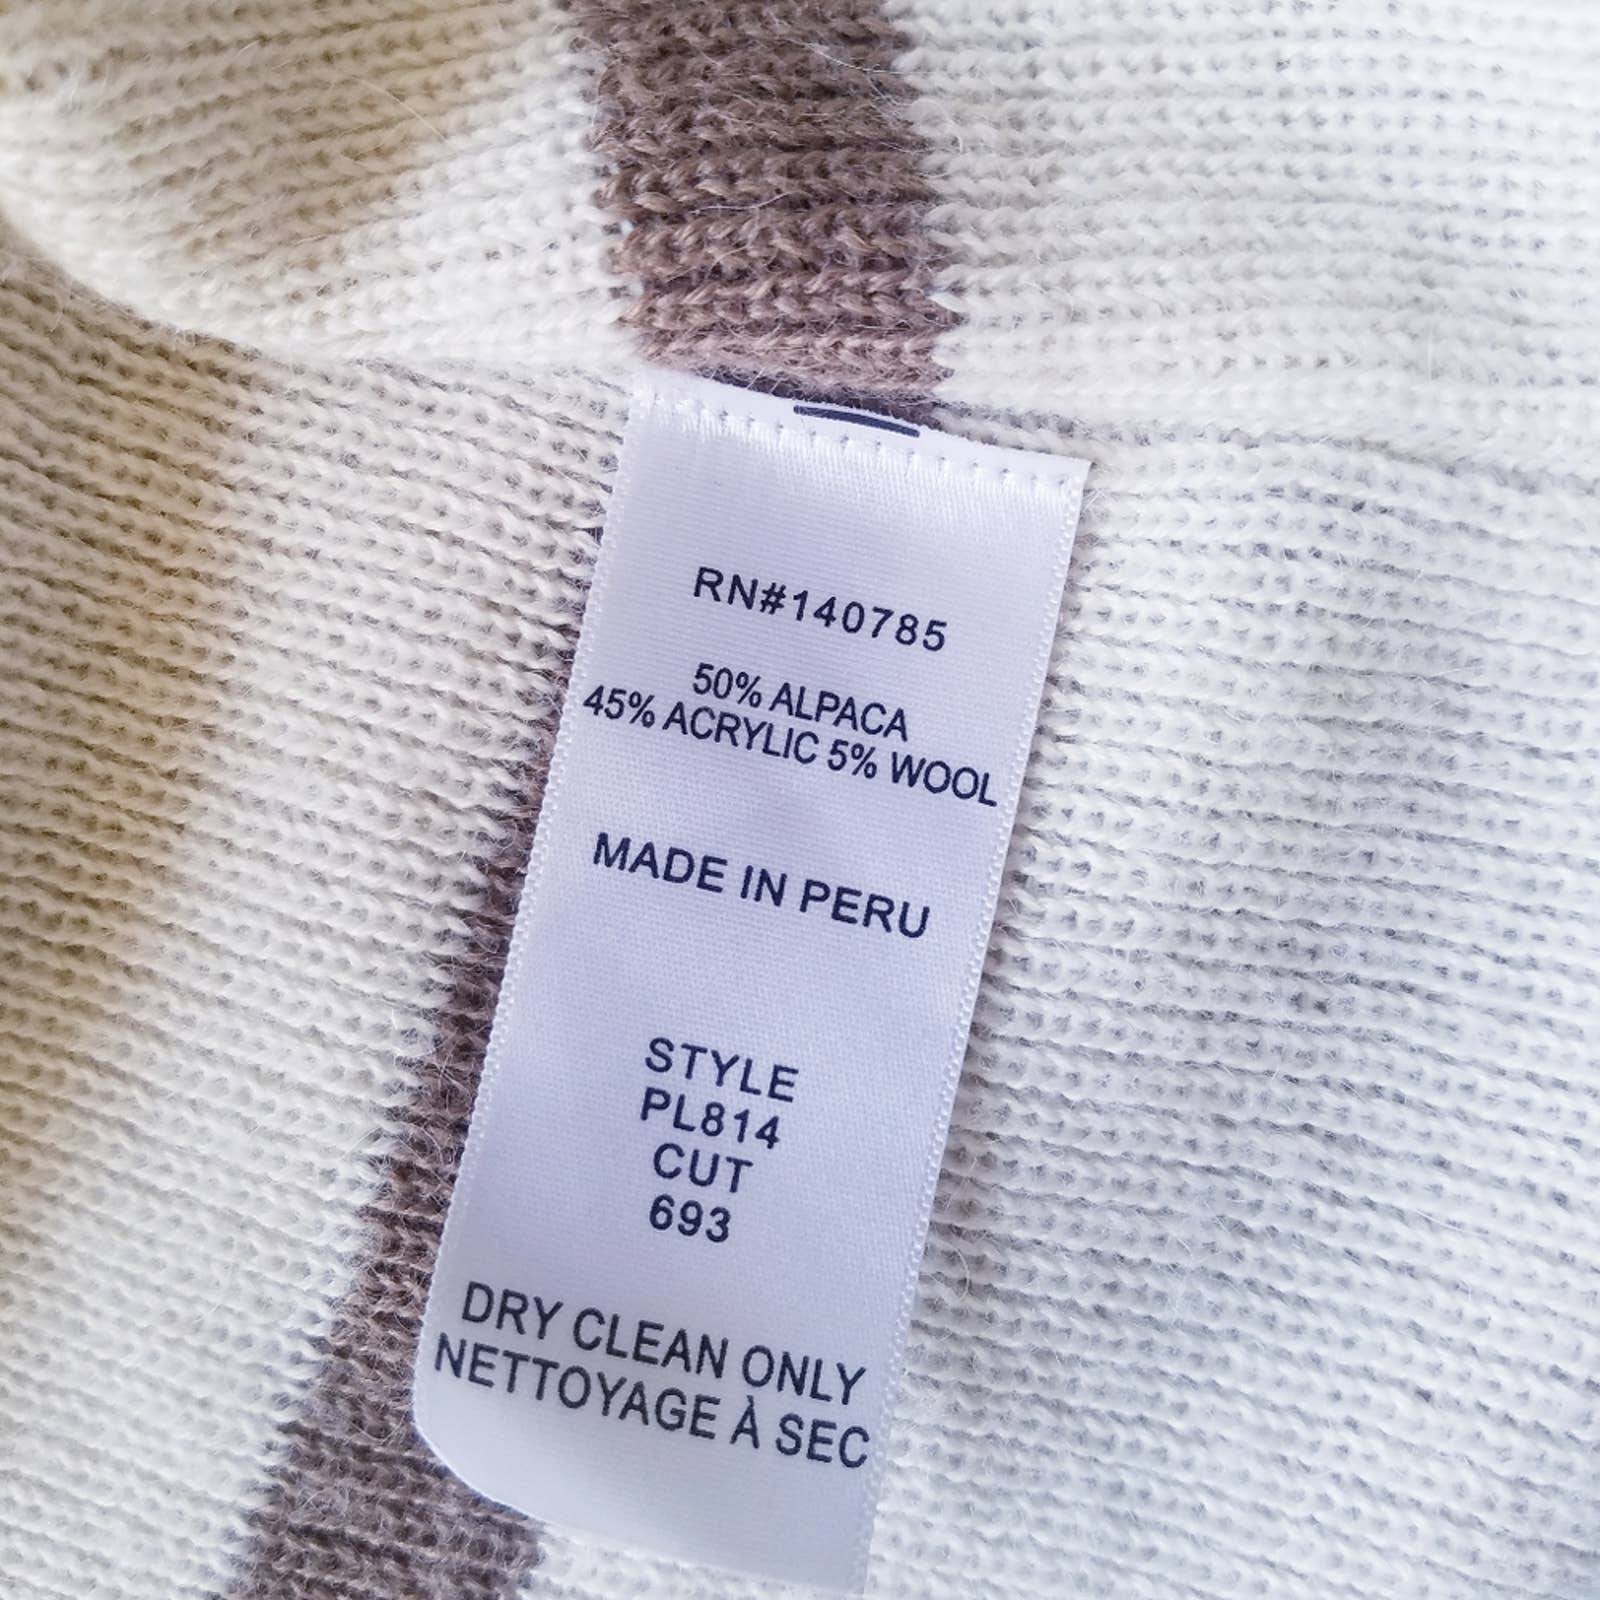 RN#140785
50% ALPACA
45% ACRYLIC 5% WOOL
MADE IN PERU
STYLE
PL814
CUT
693
DRY CLEAN ONLY
NETTOYAGE À SEC